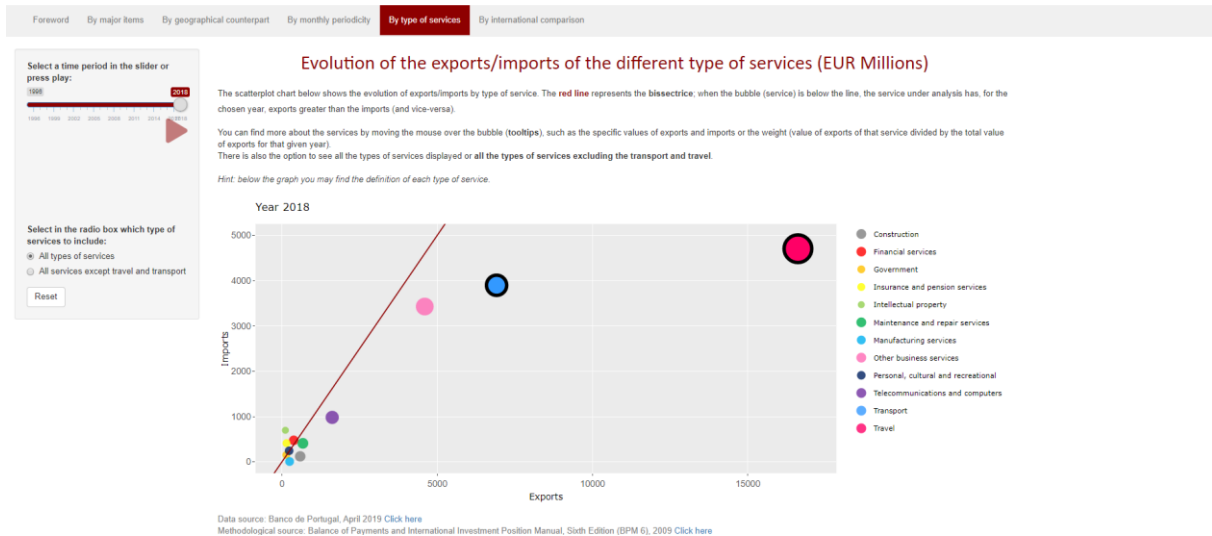 Foreword By major items By geographical counterpart By monthly periodicity By type of services By international comparison
Select a time period in the slider or
press play:
1996 2018
Evolution of the exports/imports of the different type of services (EUR Millions)
The scatterplot chart below shows the evolution of exports/imports by type of service. The red line represents the bissectrice; when the bubble (service) is below the line, the service under analysis has, for the
chosen year, exports greater than the imports (and vice-versa).
You can find more about the services by moving the mouse over the bubble (tooltips), such as the specific values of exports and imports or the weight (value of exports of that service divided by the total value
of exports for that given year).
There is also the option to see all the types of services displayed or all the types of services excluding the transport and travel.
Hint: below the graph you may find the definition of each type of service.
Select in the radio box which type of
services to include:
All types of services
All services except travel and transport
Reset
Year 2018
5000
4000
3000
2000
1000
0
Imports
0 5000 10000 15000
Exports
Construction
Financial services
Government
Insurance and pension services
Intellectual property
Maintenance and repair services
Manufacturing services
Other business services
Personal, cultural and recreational
Telecommunications and computers
Transport
Travel
Data source: Banco de Portugal, April 2019 Click here
Methodological source: Balance of Payments and International Investment Position Manual, Sixth Edition (BPM 6), 2009 Click here